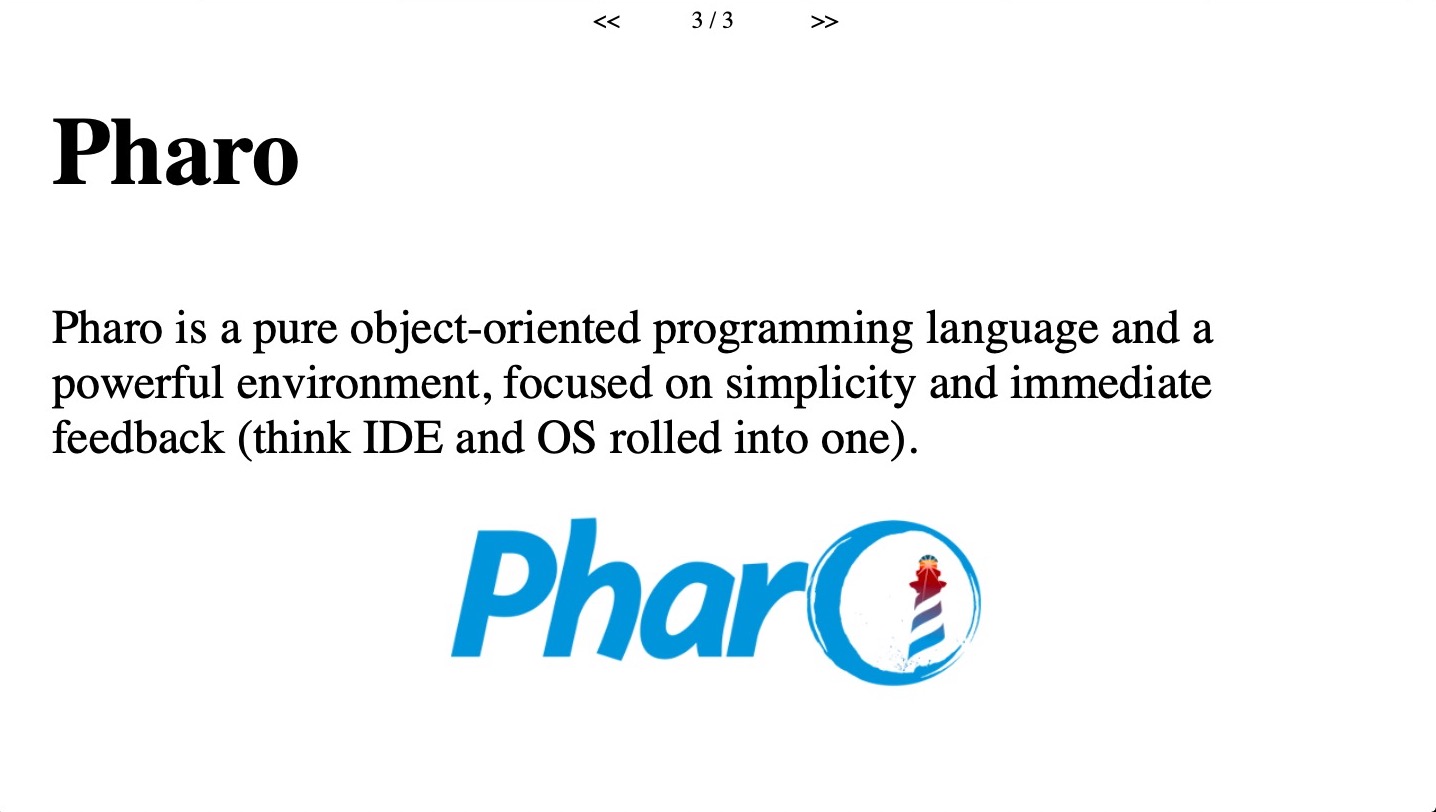 << 3 / 3 >>
Pharo
Pharo is a pure object-oriented programming language and a
powerful environment, focused on simplicity and immediate
feedback (think IDE and OS rolled into one).
Pharo